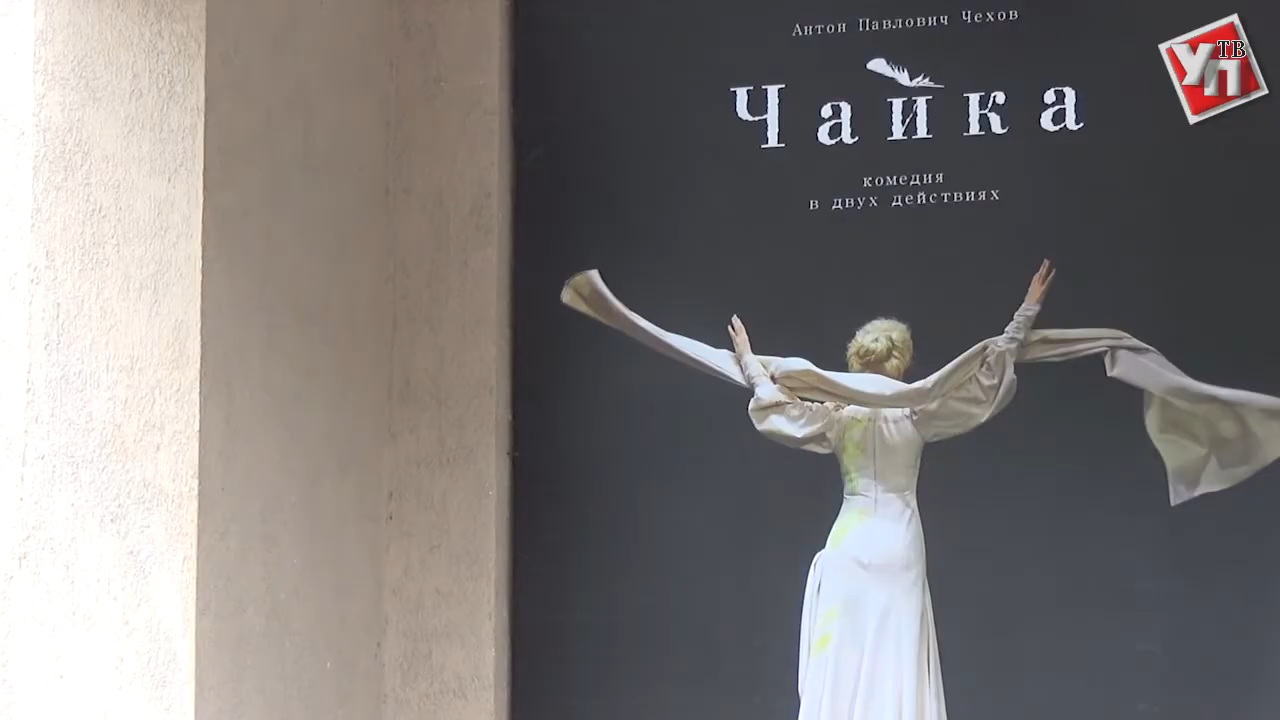 Антон Павлович Чехов
Чайка
комедия
в двух действиях
УП
ТВ